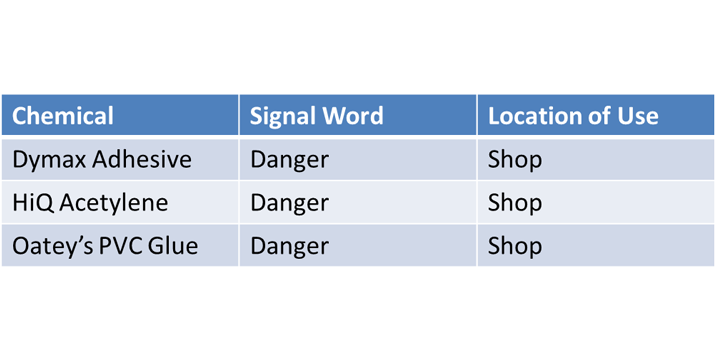 Chemical Signal Word Location of Use
Dymax Adhesive Danger Shop
HiQ Acetylene Danger Shop
Oatey’s PVC Glue Danger Shop